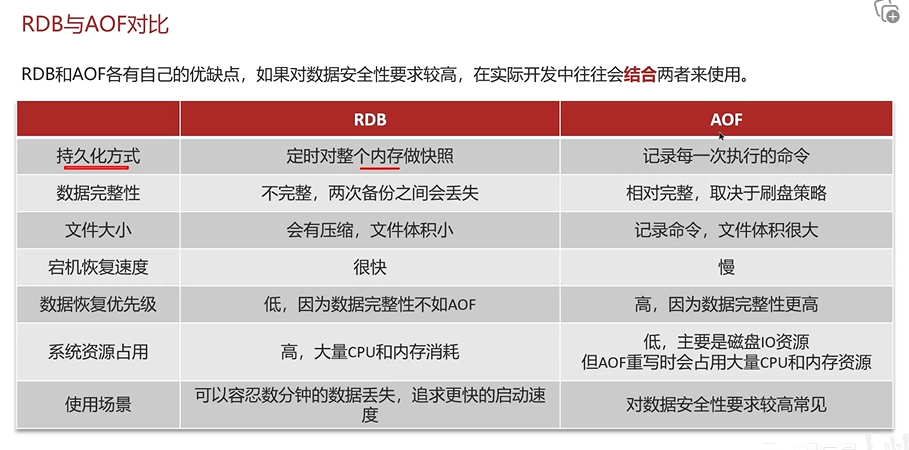 RDB与AOF对比
RDB和AOF各有自己的优缺点，如果对数据安全性要求较高，在实际开发中往往会结合两者来使用。
RDB AOF
持久化方式 定时对整个内存做快照 记录每一次执行的命令
数据完整性 不完整，两次备份之间会丢失 相对完整，取决于刷盘策略
文件大小 会有压缩，文件体积小 记录命令，文件体积很大
宕机恢复速度 很快 慢
数据恢复优先级 低，因为数据完整性不如AOF 高，因为数据完整性更高
系统资源占用 高，大量CPU和内存消耗 低，主要是磁盘IO资源
但AOF重写时会占用大量CPU和内存资源
使用场景 可以容忍数分钟的数据丢失，追求更快的启动速
度 对数据安全性要求较高常见